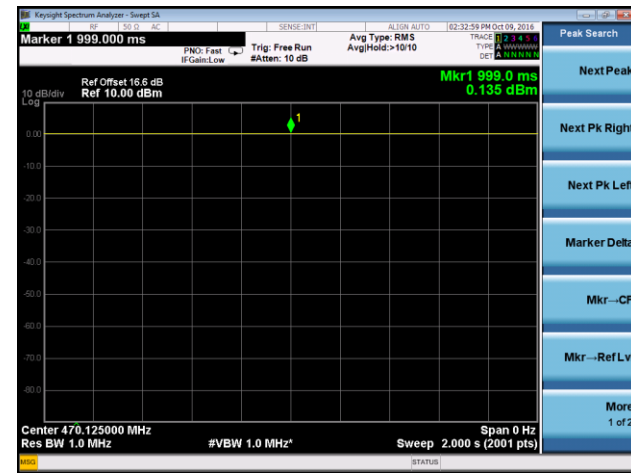 Keysight Spectrum Analyzer - Swept SA
RF 50 Ω AC SENSE:INT ALIGN AUTO 02:32:59 PM Oct 09, 2016
Marker 1 999.000 ms
PNO: Fast
IFGain:Low
Trig: Free Run
#Atten: 10 dB
Avg Type: RMS
Avg|Hold:>10/10
TRACE 1 2 3 4 5 6
TYPE A WWWWW
DET A N N N N N
Peak Search
Ref Offset 16.6 dB
Ref 10.00 dBm
10 dB/div
Log
Mkr1 999.0 ms
0.135 dBm
1
0.00
-10.0
-20.0
-30.0
-40.0
-50.0
-60.0
-70.0
-80.0
Next Peak
Next Pk Right
Next Pk Left
Marker Delta
Mkr→CF
Mkr→Ref Lv
More
1 of 2
Center 470.125000 MHz
Res BW 1.0 MHz
#VBW 1.0 MHz*
Span 0 Hz
Sweep 2.000 s (2001 pts)
MSG
STATUS